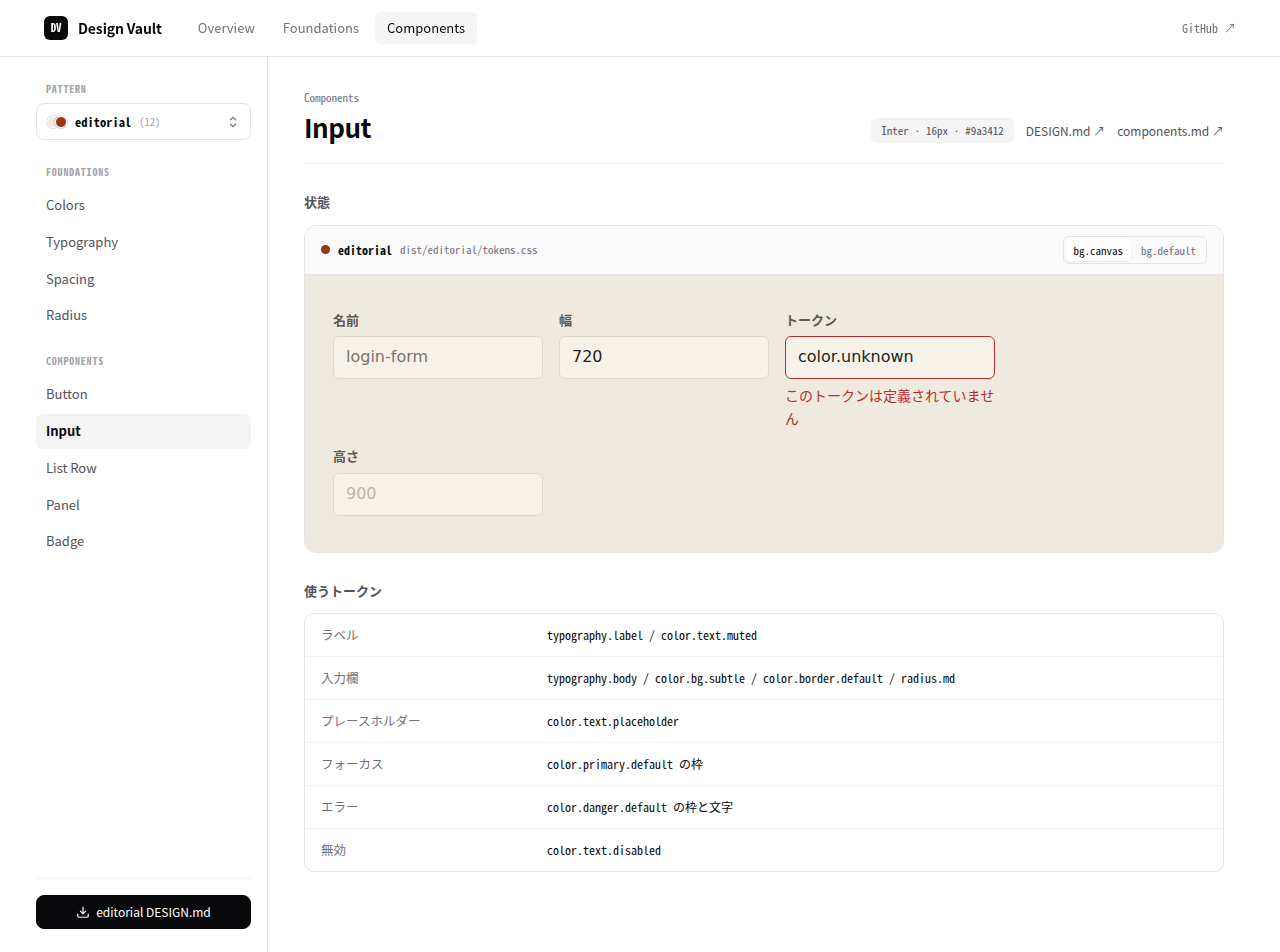 DV Design Vault Overview Foundations Components GitHub ↗
PATTERN
editorial (12)
FOUNDATIONS
Colors
Typography
Spacing
Radius
COMPONENTS
Button
Input
List Row
Panel
Badge
editorial DESIGN.md
Components
Input
Inter · 16px · #9a3412 DESIGN.md ↗ components.md ↗
状態
editorial dist/editorial/tokens.css bg.canvas bg.default
名前 幅 トークン
login-form 720 color.unknown
このトークンは定義されていませ
ん
高さ
900
使うトークン
ラベル typography.label / color.text.muted
入力欄 typography.body / color.bg.subtle / color.border.default / radius.md
プレースホルダー color.text.placeholder
フォーカス color.primary.default の枠
エラー color.danger.default の枠と文字
無効 color.text.disabled